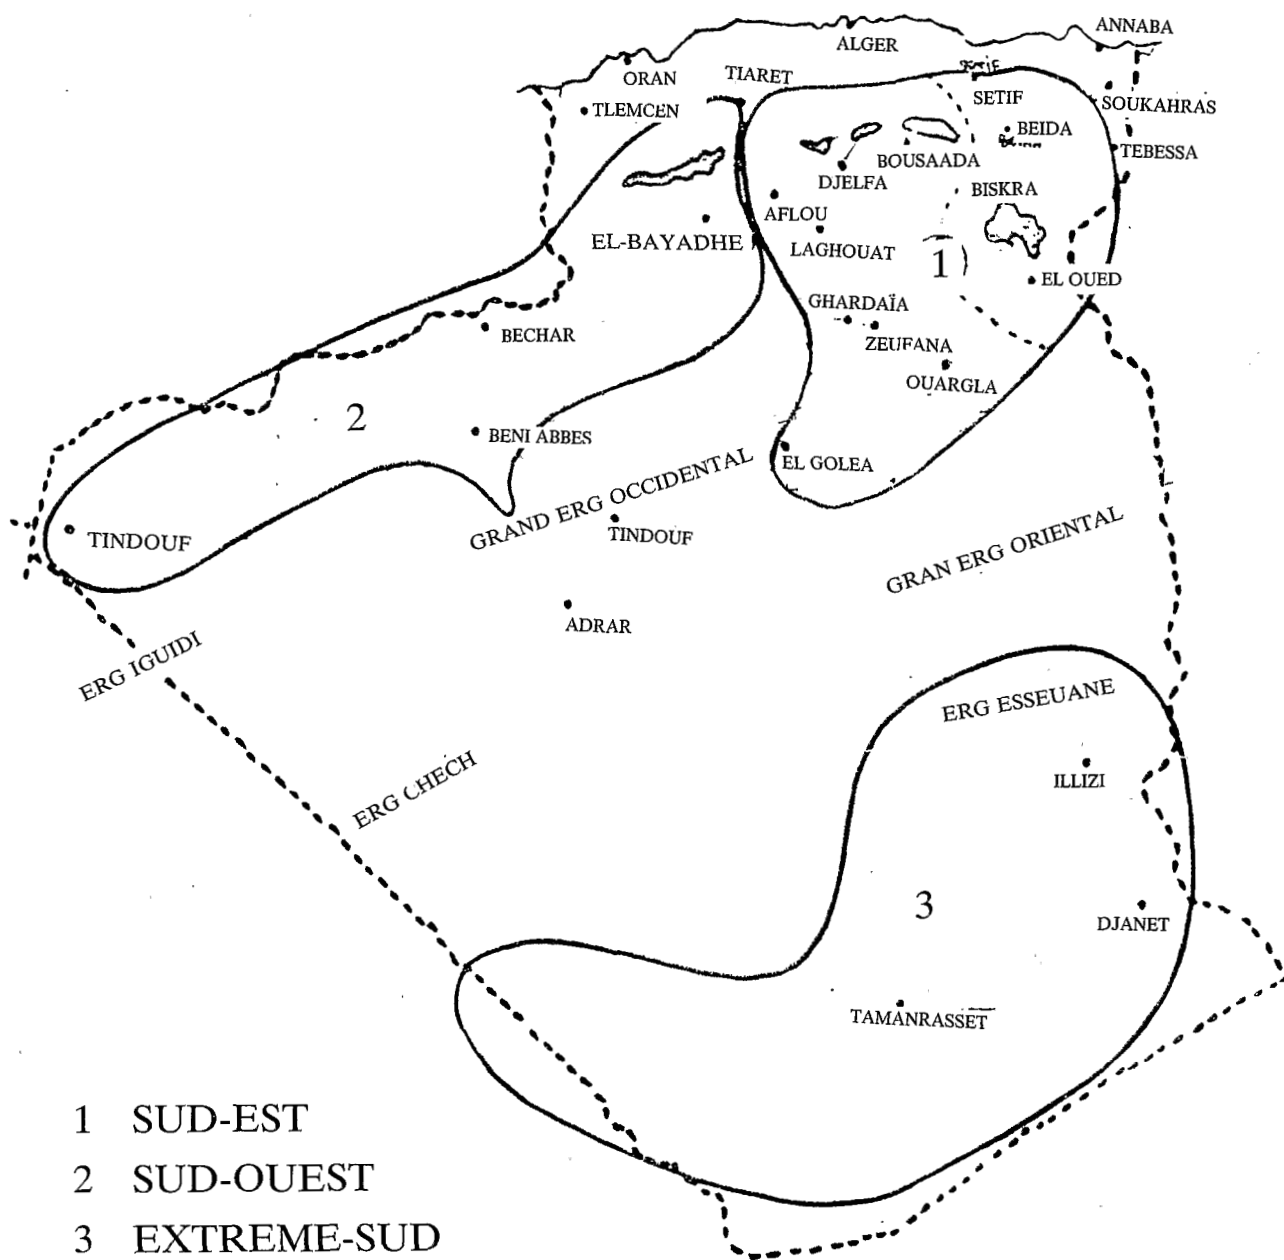 ANNABA
ALGER
ORAN
TIARET
SETIF
TLEMCEN
SOUKAHRAS
BEIDA
TEBESSA
BOUSAADA
DJELFA
BISKRA
AFLOU
EL-BAYADHE
LAGHOUAT
1
EL OUED
GHARDAÏA
BECHAR
ZEUFANA
OUARGLA
2
BENI ABBES
EL GOLEA
GRAND ERG OCCIDENTAL
TINDOUF
TINDOUF
GRAN ERG ORIENTAL
ADRAR
ERG IGUIDI
ERG ESSEUANE
ILLIZI
ERG CHECH
3
DJANET
TAMANRASSET
1 SUD-EST
2 SUD-OUEST
3 EXTREME-SUD